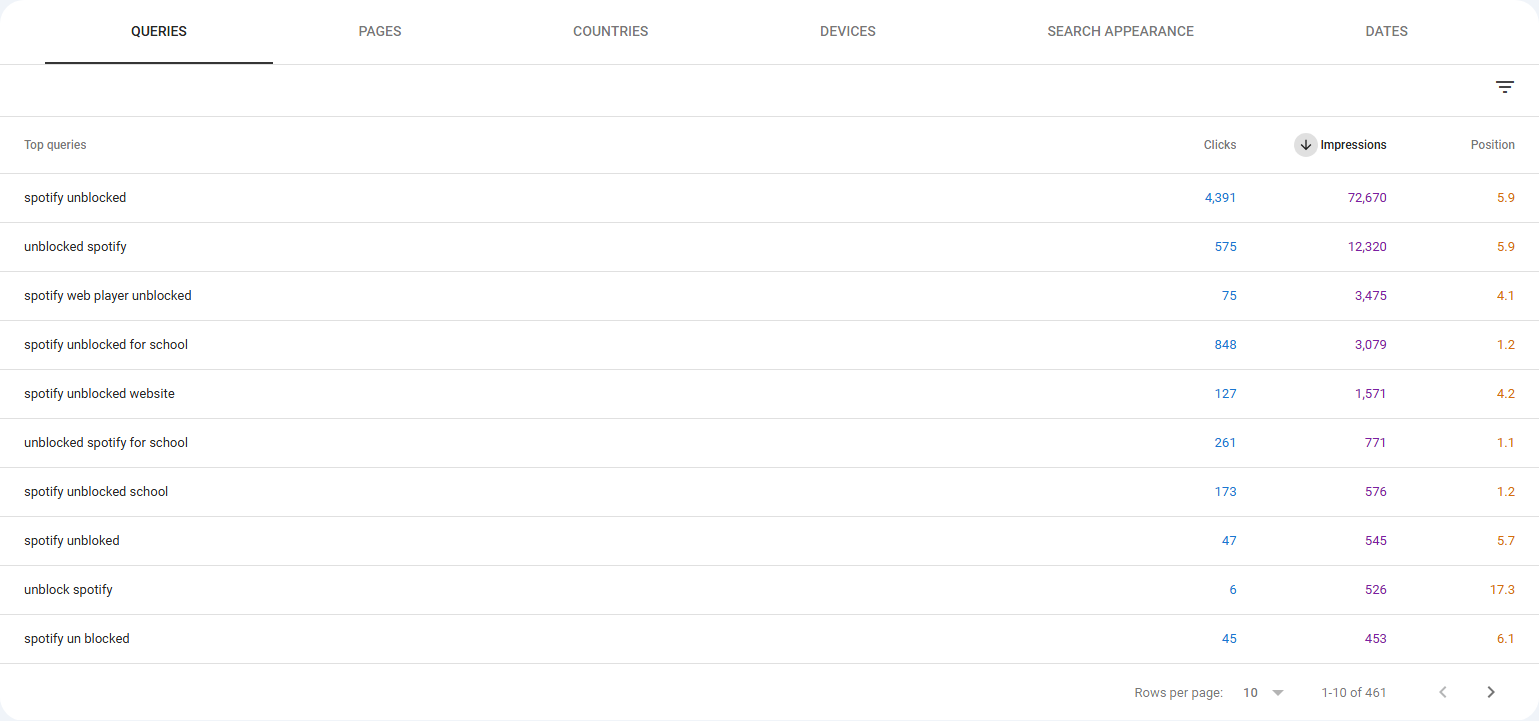 QUERIES PAGES COUNTRIES DEVICES SEARCH APPEARANCE DATES
Top queries Clicks Impressions Position
spotify unblocked 4,391 72,670 5.9
unblocked spotify 575 12,320 5.9
spotify web player unblocked 75 3,475 4.1
spotify unblocked for school 848 3,079 1.2
spotify unblocked website 127 1,571 4.2
unblocked spotify for school 261 771 1.1
spotify unblocked school 173 576 1.2
spotify unbloked 47 545 5.7
unblock spotify 6 526 17.3
spotify un blocked 45 453 6.1
Rows per page: 10 1-10 of 461